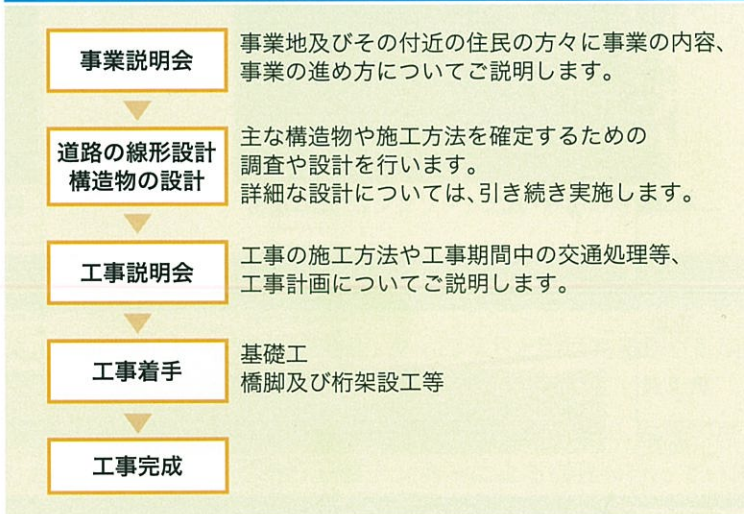 事業説明会
事業地及びその付近の住民の方々に事業の内容、
事業の進め方についてご説明します。
道路の線形設計
構造物の設計
主な構造物や施工方法を確定するための
調査や設計を行います。
詳細な設計については、引き続き実施します。
工事説明会
工事の施工方法や工事期間中の交通処理等、
工事計画についてご説明します。
工事着手
基礎工
橋脚及び桁架設工等
工事完成